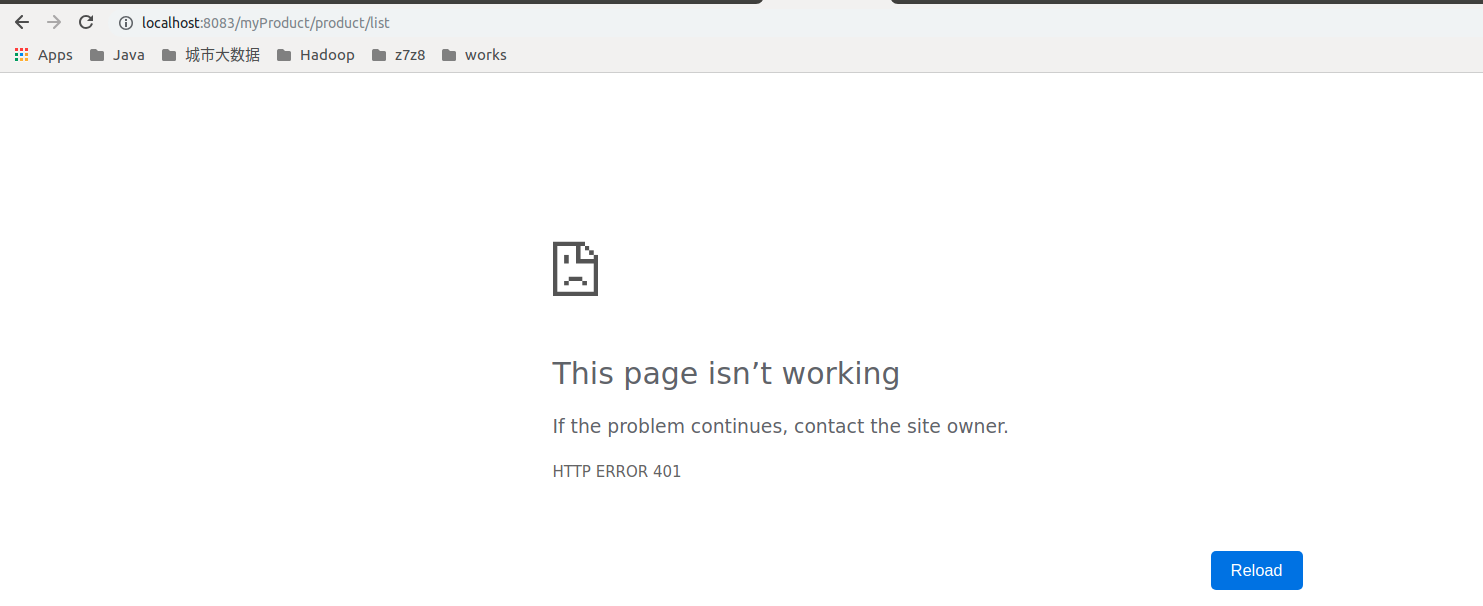 localhost:8083/myProduct/product/list
Apps Java 城市大数据 Hadoop z7z8 works
This page isn’t working
If the problem continues, contact the site owner.
HTTP ERROR 401
Reload